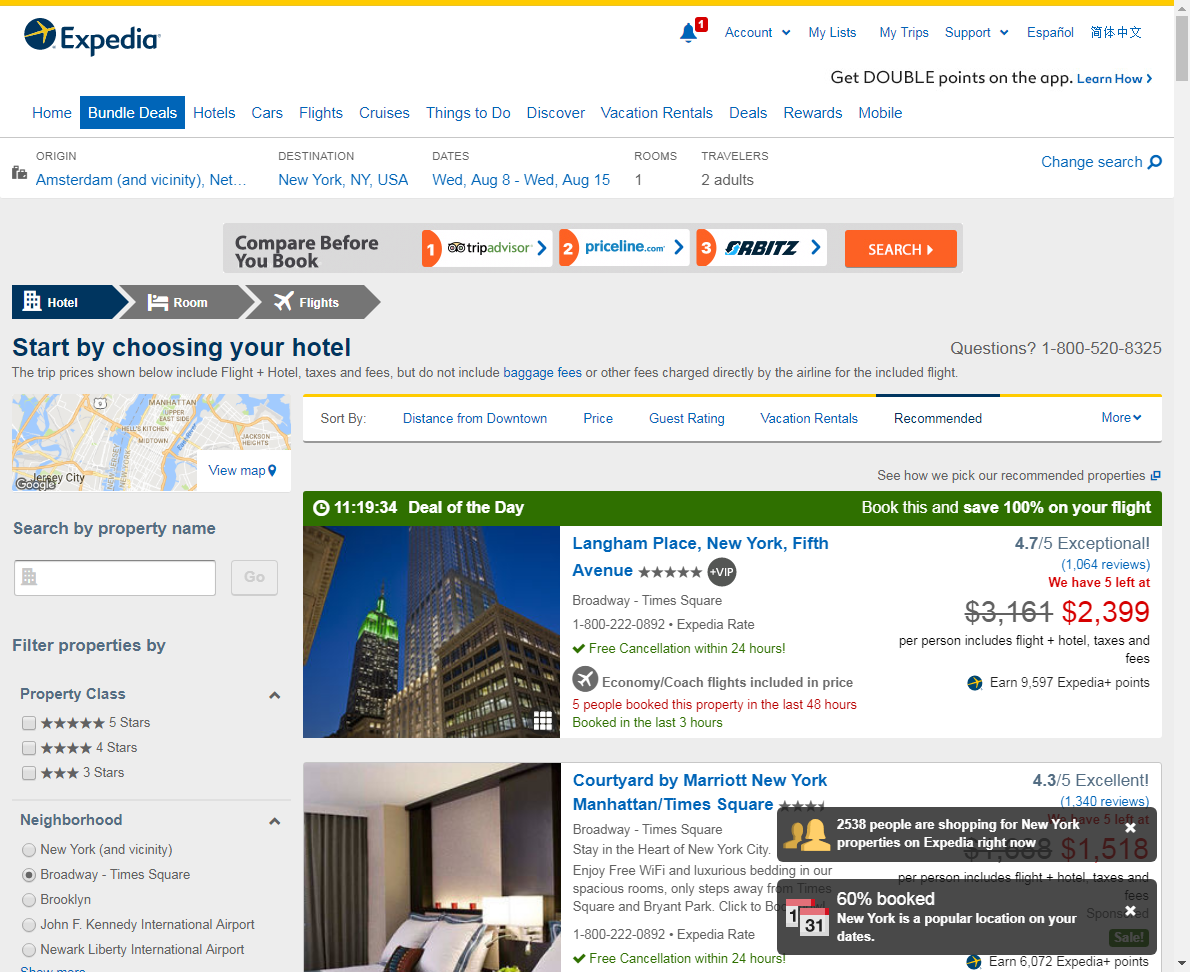 Expedia
1
Account
My Lists
My Trips
Support
Español
简体中文
Get DOUBLE points on the app. Learn How
Home
Bundle Deals
Hotels
Cars
Flights
Cruises
Things to Do
Discover
Vacation Rentals
Deals
Rewards
Mobile
ORIGIN
Amsterdam (and vicinity), Net...
DESTINATION
New York, NY, USA
DATES
Wed, Aug 8 - Wed, Aug 15
ROOMS
1
TRAVELERS
2 adults
Change search
Compare Before
You Book
1 tripadvisor
2 priceline.com
3 ORBITZ
SEARCH
Hotel
Room
Flights
Start by choosing your hotel
Questions? 1-800-520-8325
The trip prices shown below include Flight + Hotel, taxes and fees, but do not include baggage fees or other fees charged directly by the airline for the included flight.
MANHATTAN
9
UPPER
EAST SIDE
HELL'S KITCHEN
MIDTOWN
JACKSON
HEIGHTS
NEW JERSEY
NEW YORK
East River
Jersey City
Google
View map
Sort By:
Distance from Downtown
Price
Guest Rating
Vacation Rentals
Recommended
More
See how we pick our recommended properties
Search by property name
Go
Filter properties by
Property Class
★★★★★ 5 Stars
★★★★ 4 Stars
★★★ 3 Stars
Neighborhood
New York (and vicinity)
Broadway - Times Square
Brooklyn
John F. Kennedy International Airport
Newark Liberty International Airport
Show more
11:19:34 Deal of the Day
Book this and save 100% on your flight
Langham Place, New York, Fifth
Avenue ★★★★★ +VIP
Broadway - Times Square
1-800-222-0892 • Expedia Rate
Free Cancellation within 24 hours!
Economy/Coach flights included in price
5 people booked this property in the last 48 hours
Booked in the last 3 hours
4.7/5 Exceptional!
(1,064 reviews)
We have 5 left at
$3,161 $2,399
per person includes flight + hotel, taxes and
fees
Earn 9,597 Expedia+ points
Courtyard by Marriott New York
Manhattan/Times Square
Broadway - Times Square
Stay in the Heart of New York City.
Enjoy Free WiFi and luxurious bedding in our
spacious rooms, only steps away from Times
Square and Bryant Park. Click to
1-800-222-0892 • Expedia Rate
Free Cancellation within 24 hours!
4.3/5 Excellent!
(1,340 reviews)
We have 5 left at
$1,518
per person includes flight + hotel, taxes and
fees
Sale!
Earn 6,072 Expedia+ points
2538 people are shopping for New York
properties on Expedia right now
1
31
60% booked
New York is a popular location on your
dates.